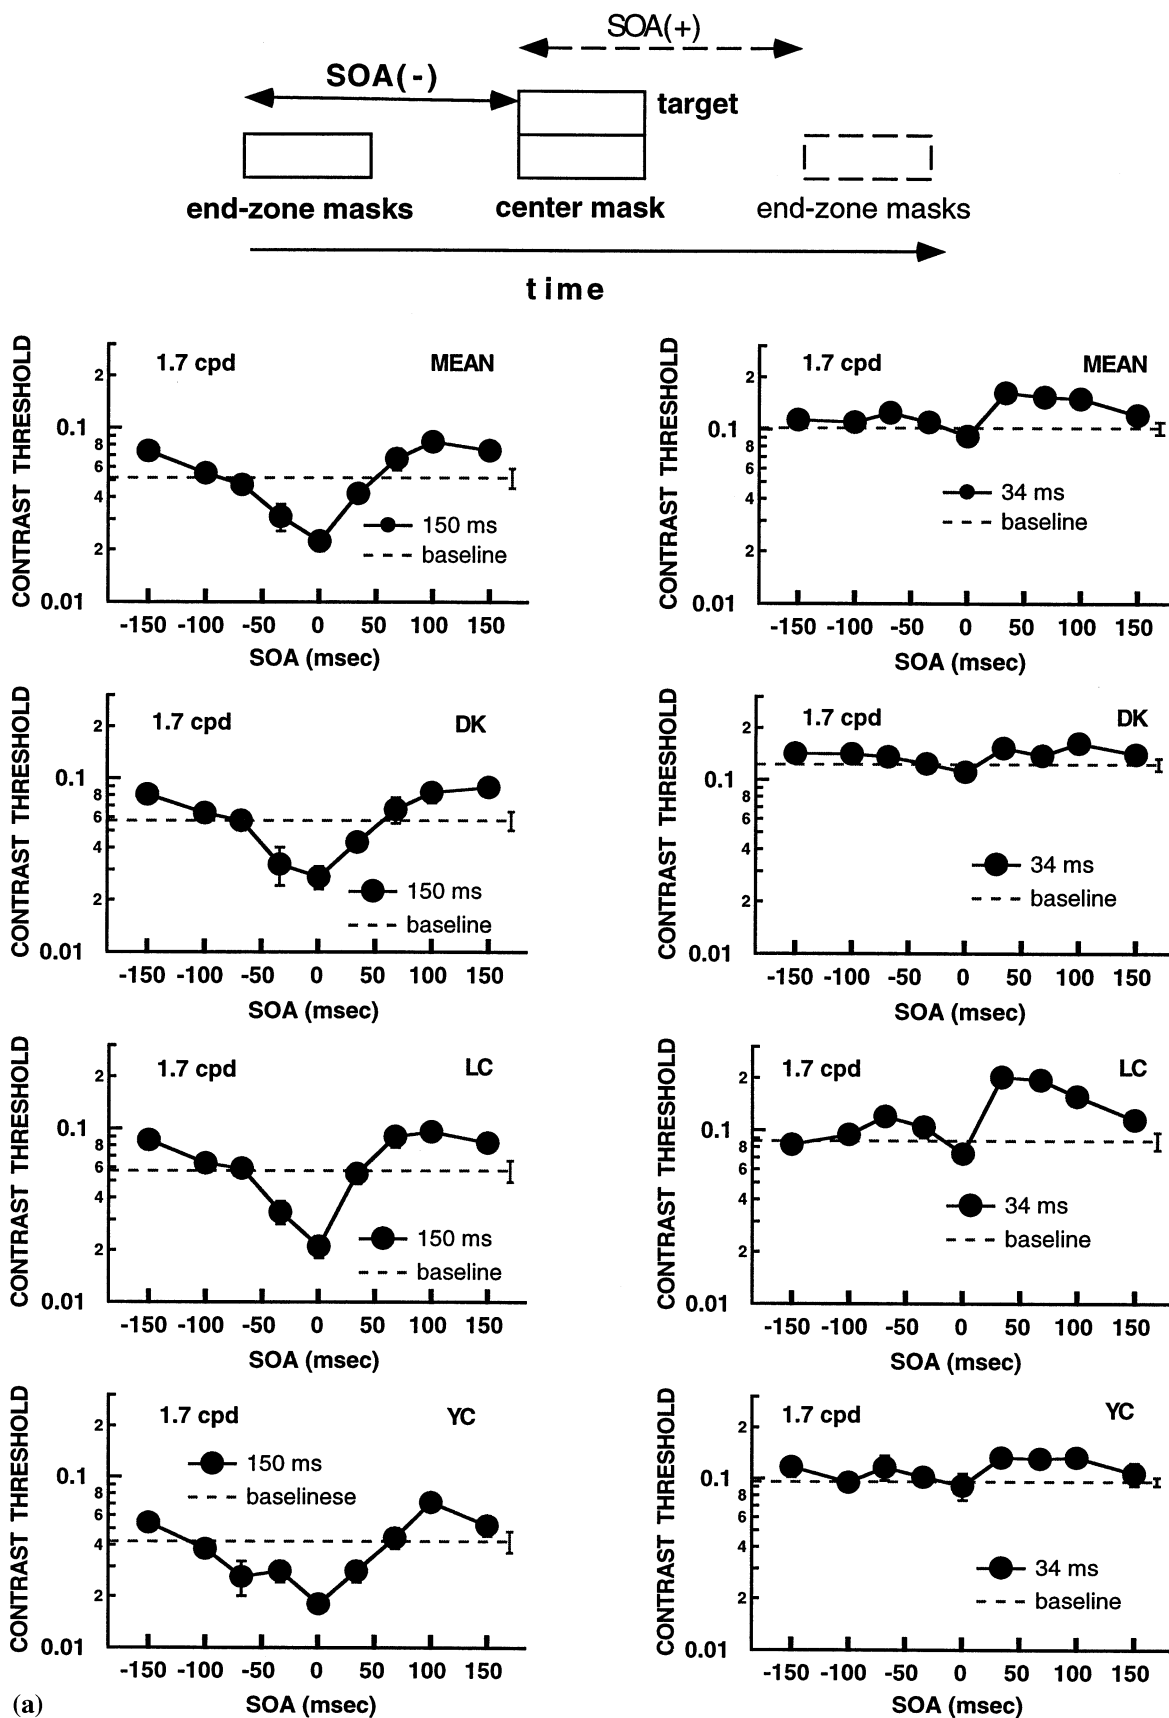 SOA(+)
SOA(-)
target
end-zone masks
center mask
end-zone masks
time
CONTRAST THRESHOLD
1.7 cpd
MEAN
2
0.1
8
6
4
2
0.01
150 ms
baseline
-150 -100 -50 0 50 100 150
SOA (msec)
CONTRAST THRESHOLD
1.7 cpd
MEAN
2
0.1
8
6
4
2
0.01
34 ms
baseline
-150 -100 -50 0 50 100 150
SOA (msec)
CONTRAST THRESHOLD
1.7 cpd
DK
2
0.1
8
6
4
2
0.01
150 ms
baseline
-150 -100 -50 0 50 100 150
SOA (msec)
CONTRAST THRESHOLD
1.7 cpd
DK
2
0.1
8
6
4
2
0.01
34 ms
baseline
-150 -100 -50 0 50 100 150
SOA (msec)
CONTRAST THRESHOLD
1.7 cpd
LC
2
0.1
8
6
4
2
0.01
150 ms
baseline
-150 -100 -50 0 50 100 150
SOA (msec)
CONTRAST THRESHOLD
1.7 cpd
LC
2
0.1
8
6
4
2
0.01
34 ms
baseline
-150 -100 -50 0 50 100 150
SOA (msec)
CONTRAST THRESHOLD
1.7 cpd
YC
2
0.1
8
6
4
2
0.01
150 ms
baselinese
-150 -100 -50 0 50 100 150
SOA (msec)
CONTRAST THRESHOLD
1.7 cpd
YC
2
0.1
8
6
4
2
0.01
34 ms
baseline
-150 -100 -50 0 50 100 150
SOA (msec)
(a)